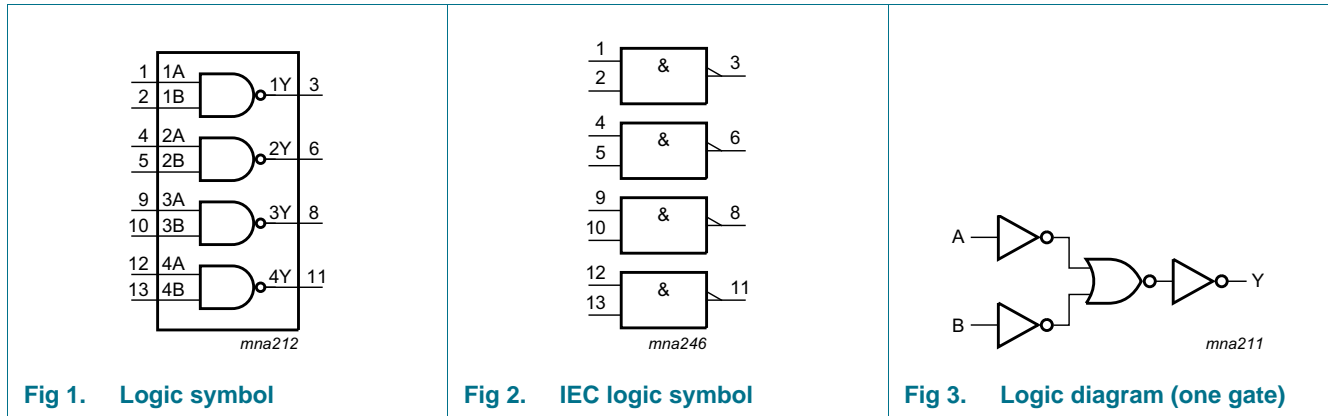 1 1A
2 1B
1Y 3
4 2A
5 2B
2Y 6
9 3A
10 3B
3Y 8
12 4A
13 4B
4Y 11
mna212
Fig 1. Logic symbol
1
2
&
3
4
5
&
6
9
10
&
8
12
13
&
11
mna246
Fig 2. IEC logic symbol
A
B
Y
mna211
Fig 3. Logic diagram (one gate)